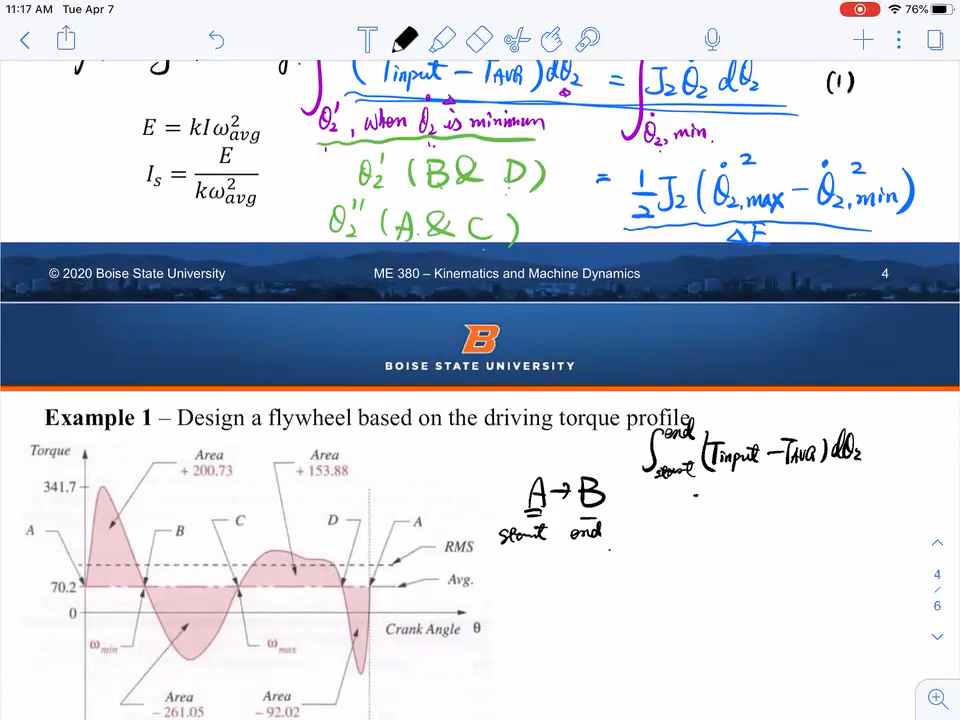 11:17 AM Tue Apr 7
76%
T
(Tinput − TAVG) dθ2 = ∫ J2 θ̇2 dθ̇2 (1)
θ2', when θ̇2 is minimum
θ̇2, min.
E = kIω²avg
Is = E / kω²avg
θ2' (B & D)
θ2'' (A & C)
= 1/2 J2 (θ̇²2,max − θ̇²2,min)
ΔE
© 2020 Boise State University ME 380 – Kinematics and Machine Dynamics 4
B
BOISE STATE UNIVERSITY
Example 1 – Design a flywheel based on the driving torque profile
∫ end start (Tinput − TAVG) dθ2
A → B
start end
Torque
Area
+ 200.73
Area
+ 153.88
341.7
A
B
C
D
A
RMS
Avg.
70.2
0
Crank Angle θ
ωmin
ωmax
Area
− 261.05
Area
− 92.02
4
/
6